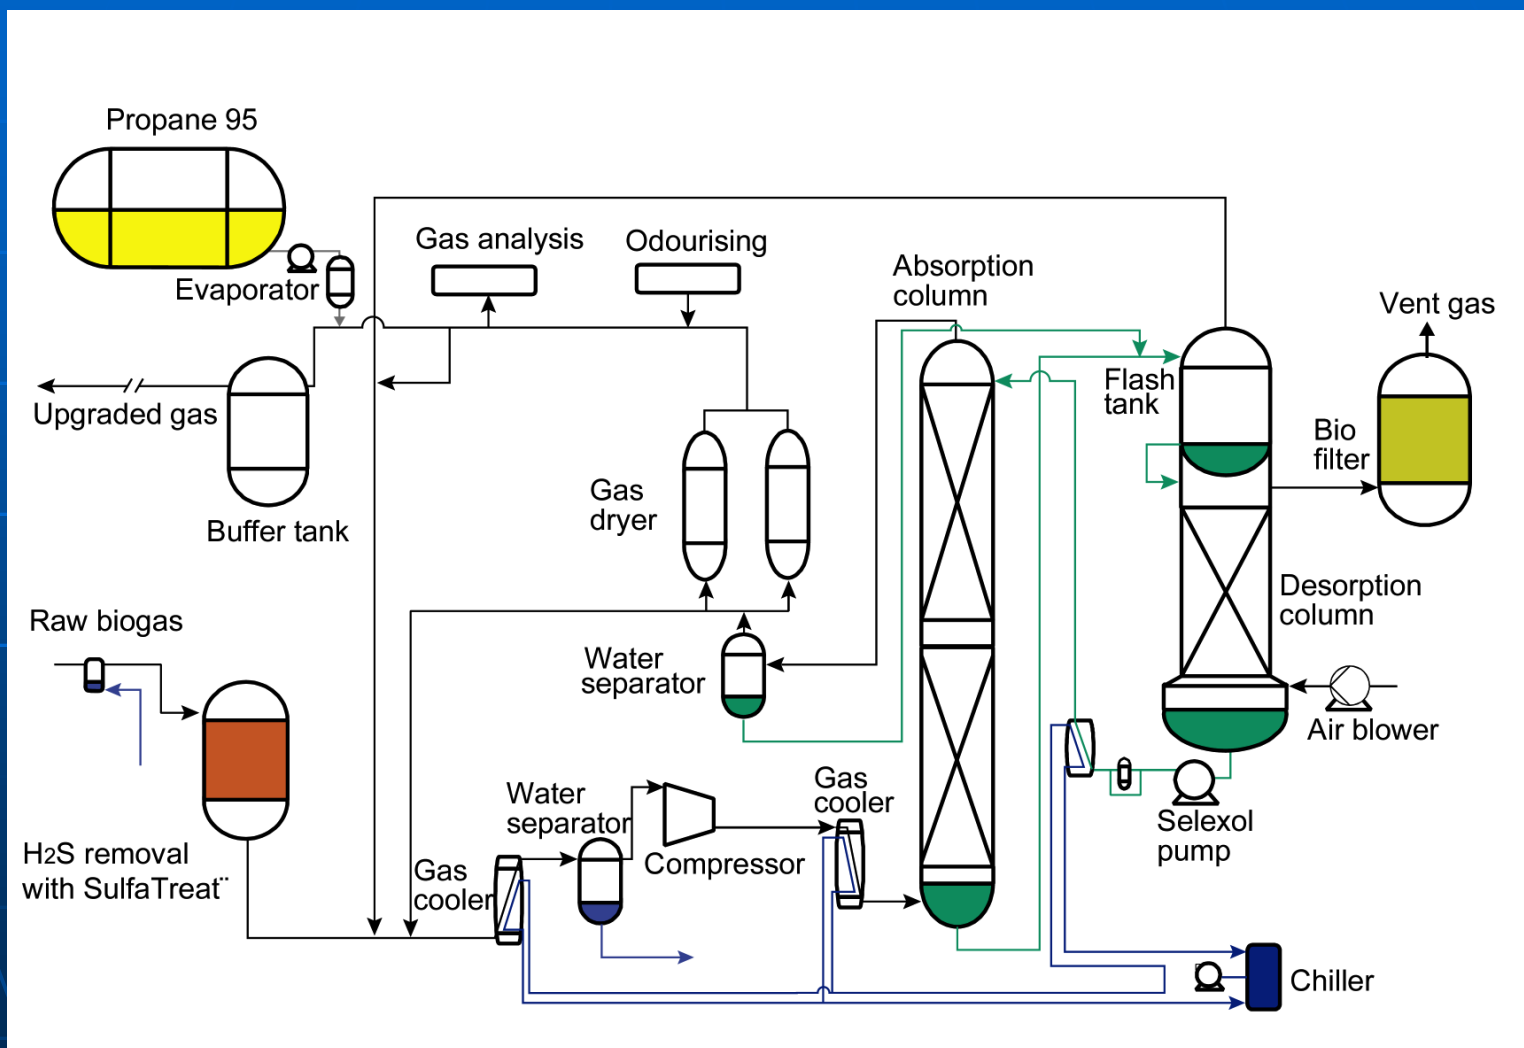 Propane 95
Evaporator
Gas analysis
Odourising
Absorption
column
Vent gas
Flash
tank
Upgraded gas
Bio
filter
Buffer tank
Gas
dryer
Desorption
column
Raw biogas
Water
separator
Air blower
H2S removal
with SulfaTreat¨
Gas
cooler
Water
separator
Compressor
Gas
cooler
Selexol
pump
Chiller